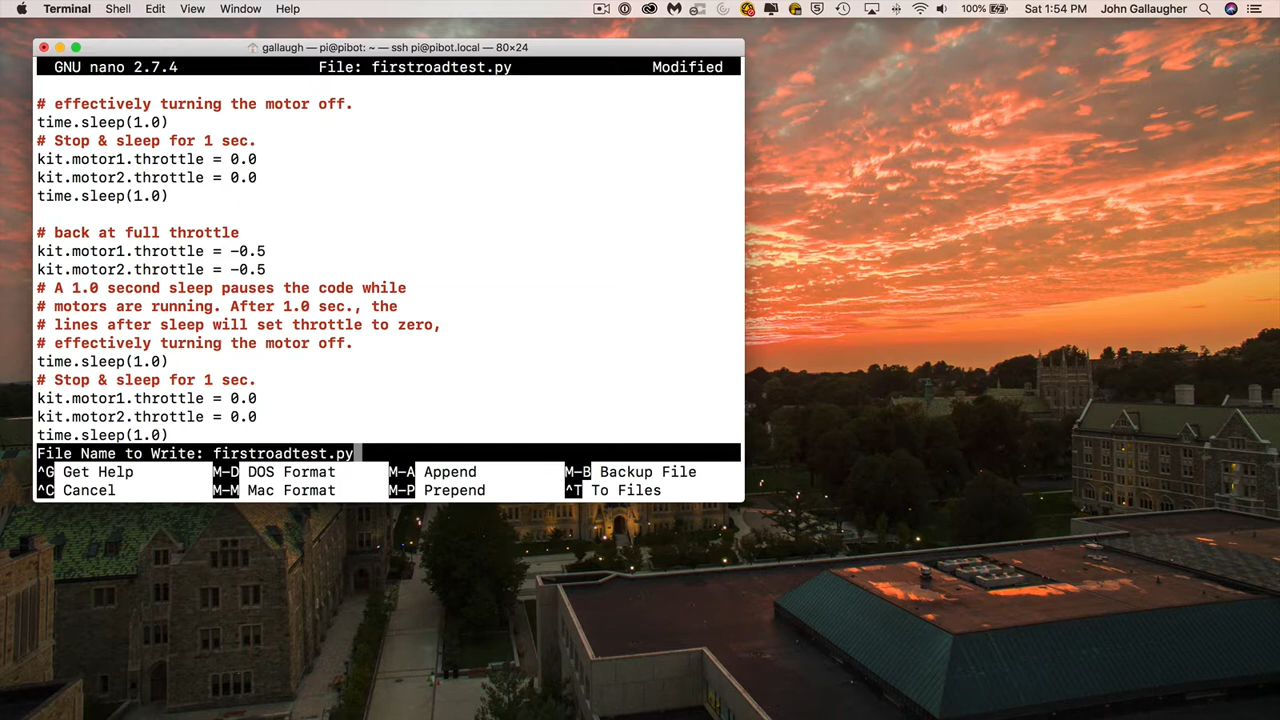 Terminal Shell Edit View Window Help 100% Sat 1:54 PM John Gallaugher
gallaugh — pi@pibot: ~ — ssh pi@pibot.local — 80×24
GNU nano 2.7.4 File: firstroadtest.py Modified
# effectively turning the motor off.
time.sleep(1.0)
# Stop & sleep for 1 sec.
kit.motor1.throttle = 0.0
kit.motor2.throttle = 0.0
time.sleep(1.0)
# back at full throttle
kit.motor1.throttle = -0.5
kit.motor2.throttle = -0.5
# A 1.0 second sleep pauses the code while
# motors are running. After 1.0 sec., the
# lines after sleep will set throttle to zero,
# effectively turning the motor off.
time.sleep(1.0)
# Stop & sleep for 1 sec.
kit.motor1.throttle = 0.0
kit.motor2.throttle = 0.0
time.sleep(1.0)
File Name to Write: firstroadtest.py
^G Get Help M-D DOS Format M-A Append M-B Backup File
^C Cancel M-M Mac Format M-P Prepend ^T To Files